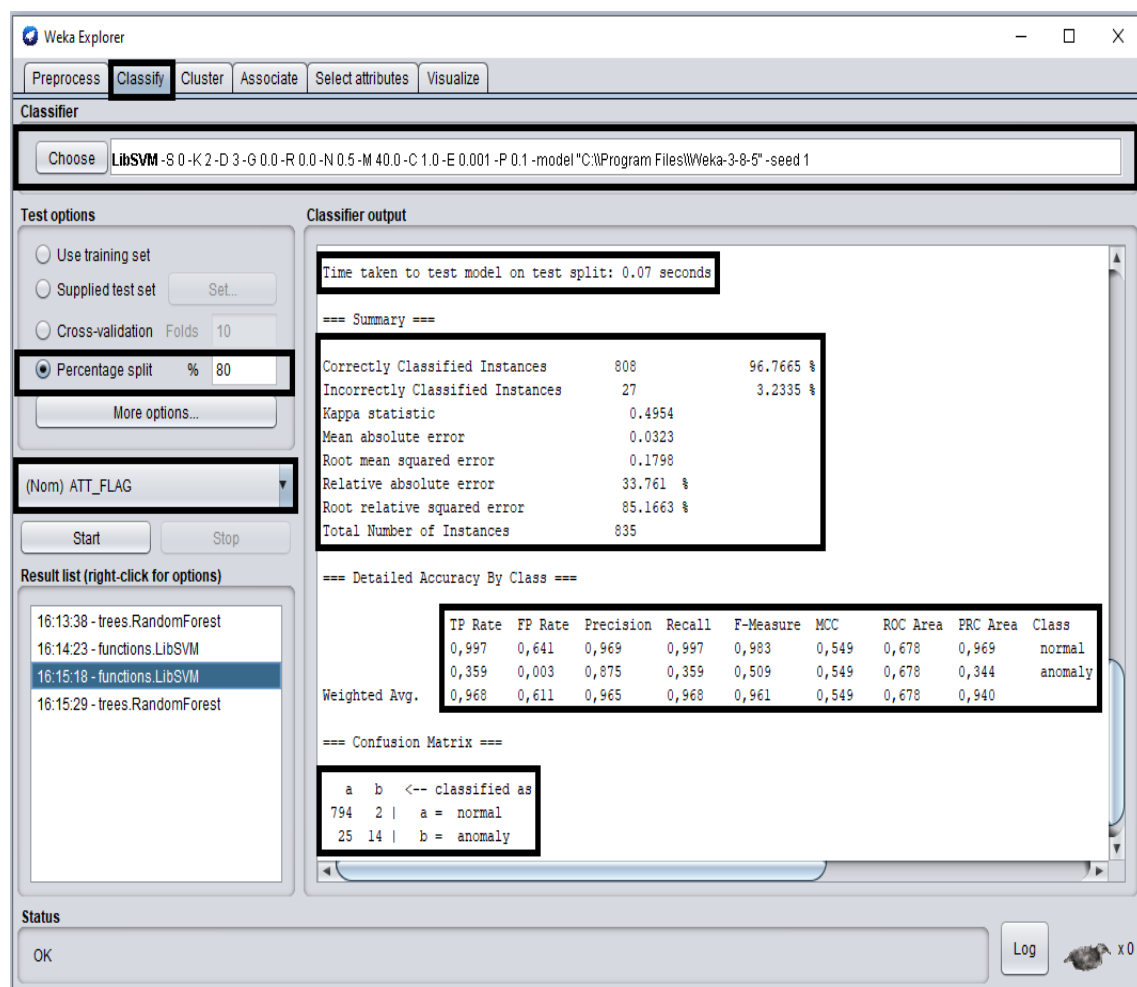 Weka Explorer
Preprocess Classify Cluster Associate Select attributes Visualize
Classifier
Choose LibSVM -S 0 -K 2 -D 3 -G 0.0 -R 0.0 -N 0.5 -M 40.0 -C 1.0 -E 0.001 -P 0.1 -model "C:\\Program Files\\Weka-3-8-5" -seed 1
Test options
Use training set
Supplied test set Set...
Cross-validation Folds 10
Percentage split % 80
More options...
(Nom) ATT_FLAG
Start Stop
Result list (right-click for options)
16:13:38 - trees.RandomForest
16:14:23 - functions.LibSVM
16:15:18 - functions.LibSVM
16:15:29 - trees.RandomForest
Classifier output
Time taken to test model on test split: 0.07 seconds
=== Summary ===
Correctly Classified Instances 808 96.7665 %
Incorrectly Classified Instances 27 3.2335 %
Kappa statistic 0.4954
Mean absolute error 0.0323
Root mean squared error 0.1798
Relative absolute error 33.761 %
Root relative squared error 85.1663 %
Total Number of Instances 835
=== Detailed Accuracy By Class ===
TP Rate FP Rate Precision Recall F-Measure MCC ROC Area PRC Area Class
0,997 0,641 0,969 0,997 0,983 0,549 0,678 0,969 normal
0,359 0,003 0,875 0,359 0,509 0,549 0,678 0,344 anomaly
Weighted Avg. 0,968 0,611 0,965 0,968 0,961 0,549 0,678 0,940
=== Confusion Matrix ===
a b <-- classified as
794 2 | a = normal
25 14 | b = anomaly
Status
OK
Log x 0